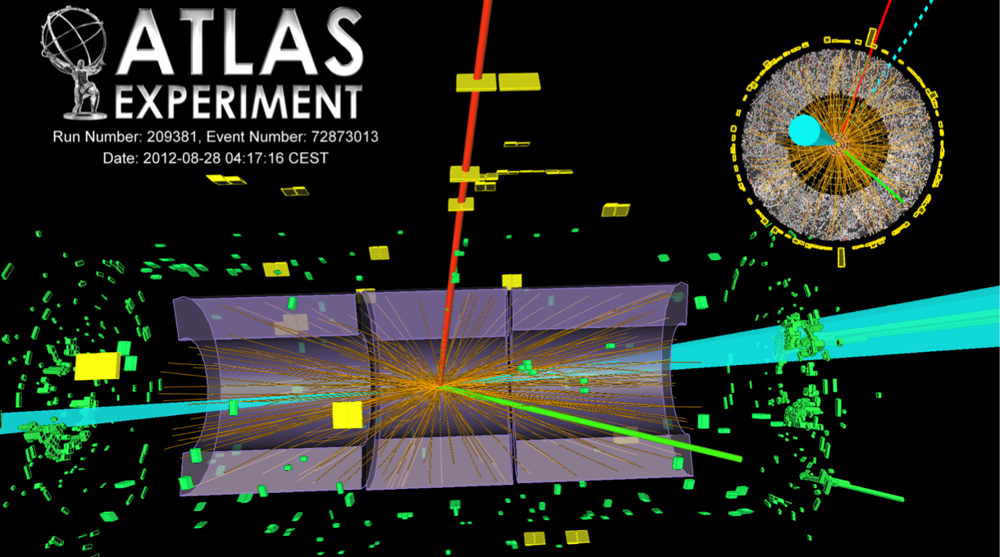 ATLAS
EXPERIMENT
Run Number: 209381, Event Number: 72873013
Date: 2012-08-28 04:17:16 CEST